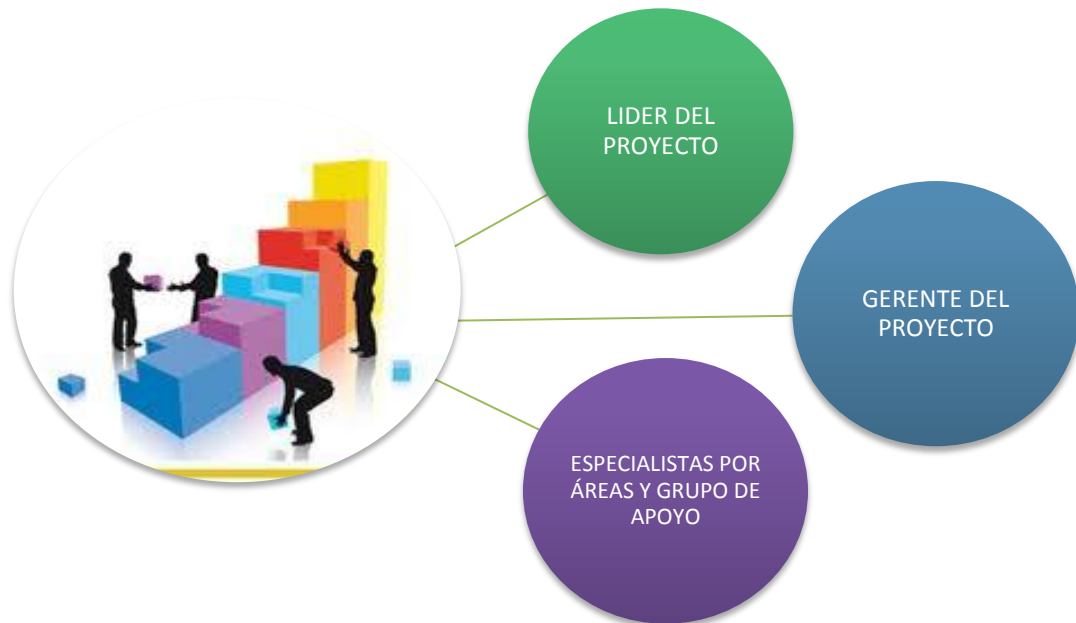 LIDER DEL
PROYECTO
GERENTE DEL
PROYECTO
ESPECIALISTAS POR
ÁREAS Y GRUPO DE
APOYO